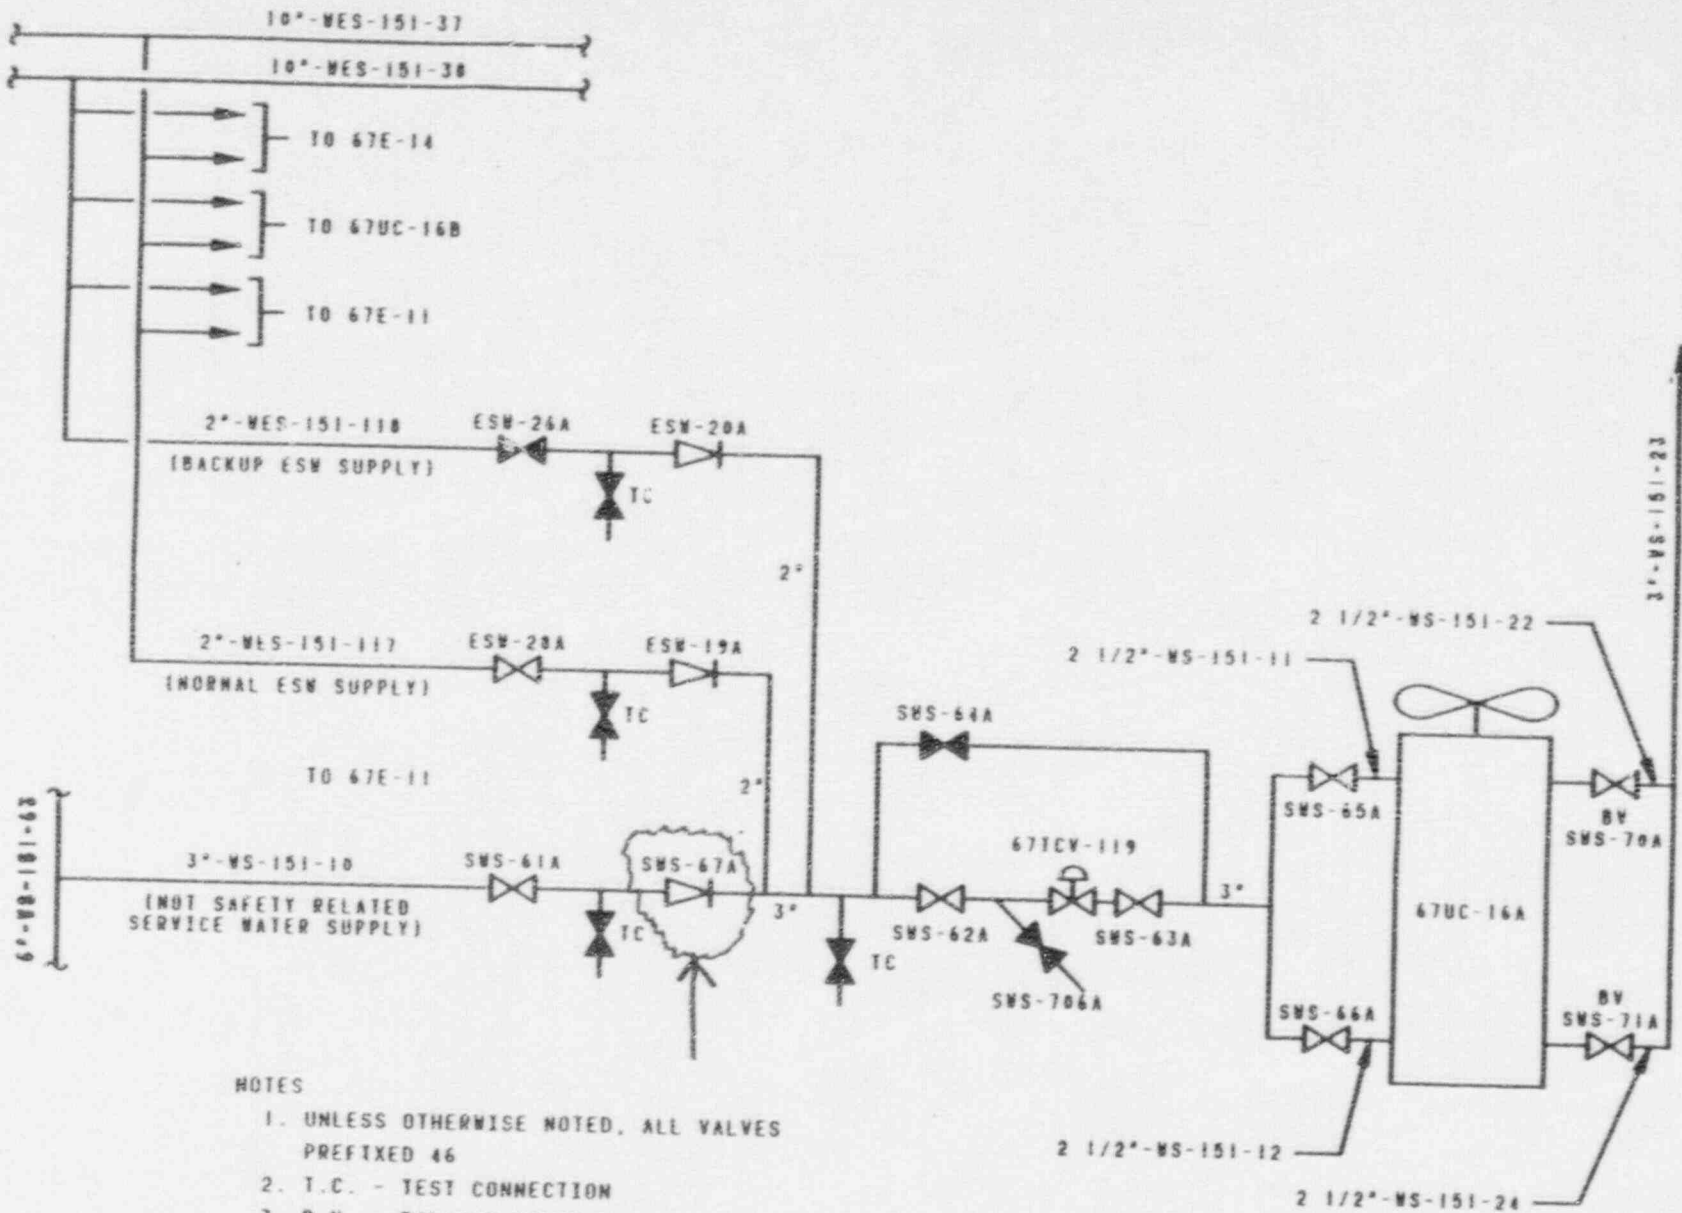 10"-WES-151-37
10"-WES-151-38
TO 67E-14
TO 67UC-16B
TO 67E-11
2"-WES-151-118
(BACKUP ESW SUPPLY)
ESW-26A
ESW-20A
TC
2"
2"-WES-151-117
(NORMAL ESW SUPPLY)
ESW-28A
ESW-19A
TC
2"
TO 67E-11
3"-WS-151-10
(NOT SAFETY RELATED
SERVICE WATER SUPPLY)
SWS-61A
SWS-67A
TC
3"
TC
SWS-64A
SWS-62A
67TCV-119
SWS-63A
SWS-706A
3"
2 1/2"-WS-151-11
2 1/2"-WS-151-22
SWS-65A
SWS-66A
67UC-16A
BV
SWS-70A
BV
SWS-71A
3"-WS-151-23
2 1/2"-WS-151-12
2 1/2"-WS-151-24
NOTES
1. UNLESS OTHERWISE NOTED, ALL VALVES
PREFIXED 46
2. T.C. - TEST CONNECTION